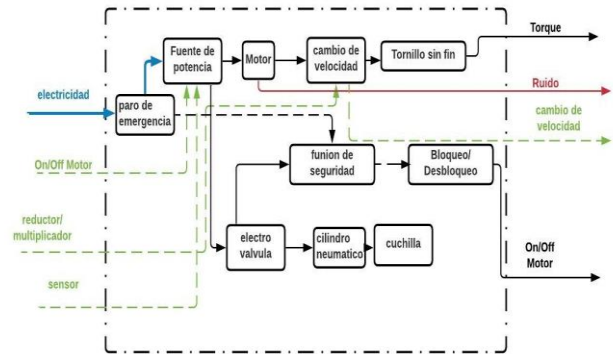 Torque
Fuente de
potencia
Motor
cambio de
velocidad
Tornillo sin fin
Ruido
electricidad
paro de
emergencia
cambio de
velocidad
On/Off Motor
funion de
seguridad
Bloqueo/
Desbloqueo
reductor/
multiplicador
electro
valvula
cilindro
neumatico
cuchilla
On/Off
Motor
sensor